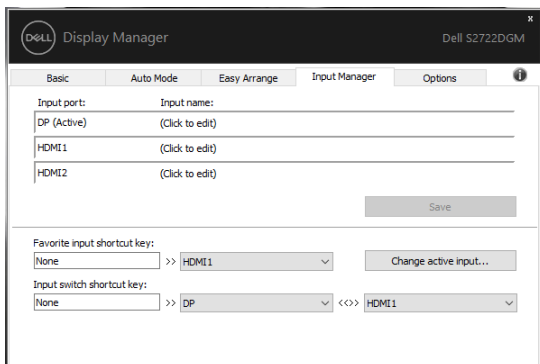 x
DELL Display Manager Dell S2722DGM
Basic Auto Mode Easy Arrange Input Manager Options i
Input port: Input name:
DP (Active) (Click to edit)
HDMI1 (Click to edit)
HDMI2 (Click to edit)
Save
Favorite input shortcut key:
None >> HDMI1 Change active input...
Input switch shortcut key:
None >> DP <<>> HDMI1